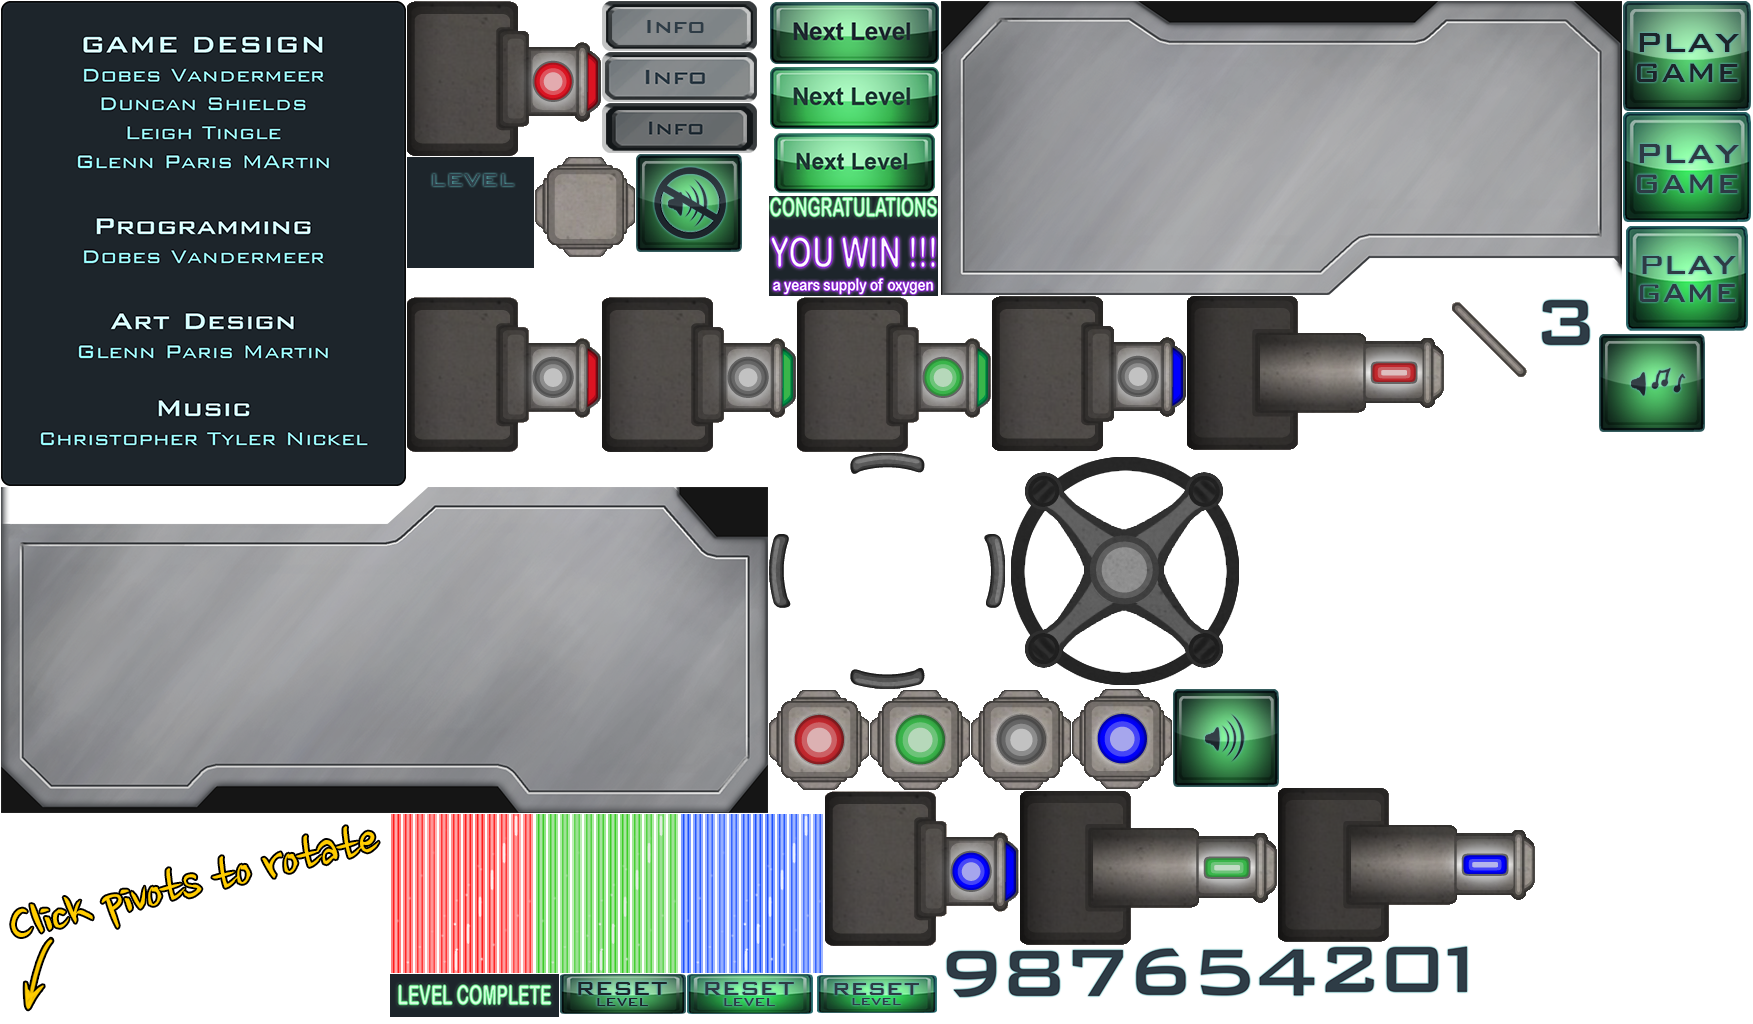 GAME DESIGN
DOBES VANDERMEER
DUNCAN SHIELDS
LEIGH TINGLE
GLENN PARIS MARTIN
PROGRAMMING
DOBES VANDERMEER
ART DESIGN
GLENN PARIS MARTIN
MUSIC
CHRISTOPHER TYLER NICKEL
INFO
INFO
INFO
LEVEL
Next Level
Next Level
Next Level
CONGRATULATIONS
YOU WIN !!!
a years supply of oxygen
PLAY
GAME
PLAY
GAME
PLAY
GAME
3
Click pivots to rotate
LEVEL COMPLETE
RESET
LEVEL
RESET
LEVEL
RESET
LEVEL
987654201